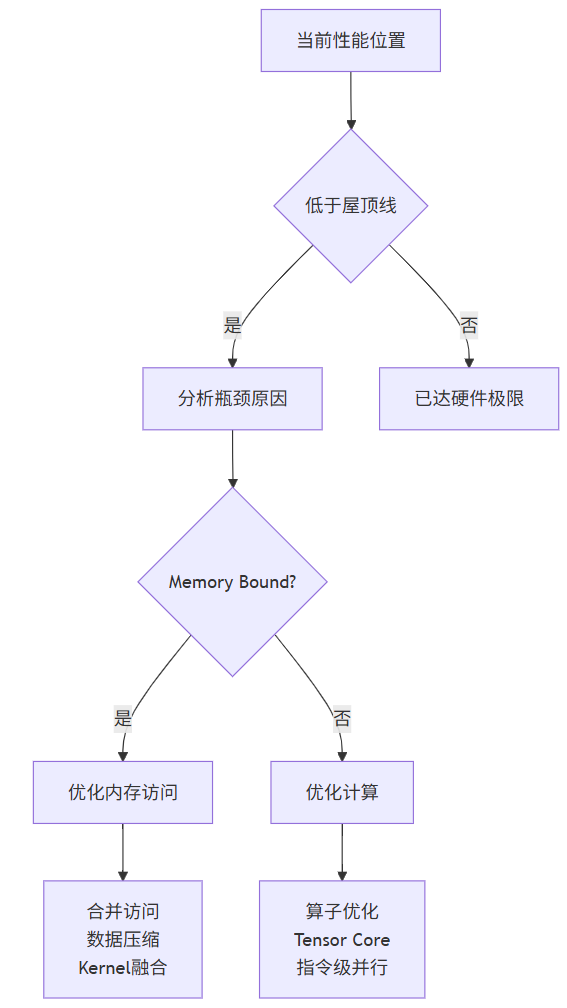 当前性能位置
低于屋顶线
是
否
分析瓶颈原因
已达硬件极限
Memory Bound?
是
否
优化内存访问
优化计算
合并访问
数据压缩
Kernel融合
算子优化
Tensor Core
指令级并行